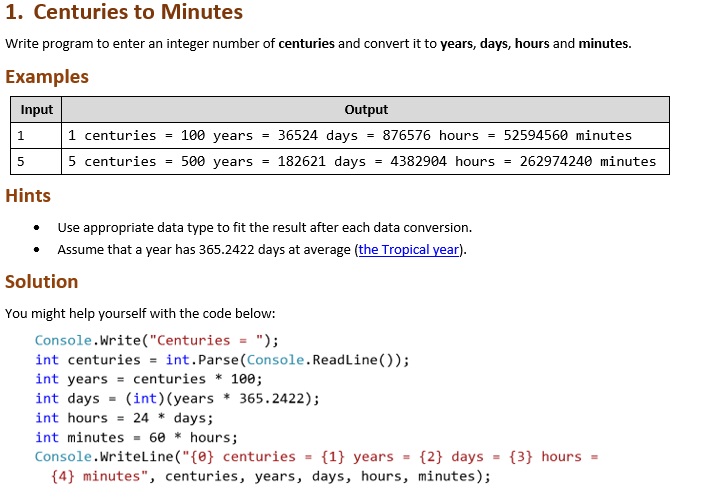 1. Centuries to Minutes
Write program to enter an integer number of centuries and convert it to years, days, hours and minutes.
Examples
Input Output
1 1 centuries = 100 years = 36524 days = 876576 hours = 52594560 minutes
5 5 centuries = 500 years = 182621 days = 4382904 hours = 262974240 minutes
Hints
• Use appropriate data type to fit the result after each data conversion.
• Assume that a year has 365.2422 days at average (the Tropical year).
Solution
You might help yourself with the code below:
Console.Write("Centuries = ");
int centuries = int.Parse(Console.ReadLine());
int years = centuries * 100;
int days = (int)(years * 365.2422);
int hours = 24 * days;
int minutes = 60 * hours;
Console.WriteLine("{0} centuries = {1} years = {2} days = {3} hours =
{4} minutes", centuries, years, days, hours, minutes);